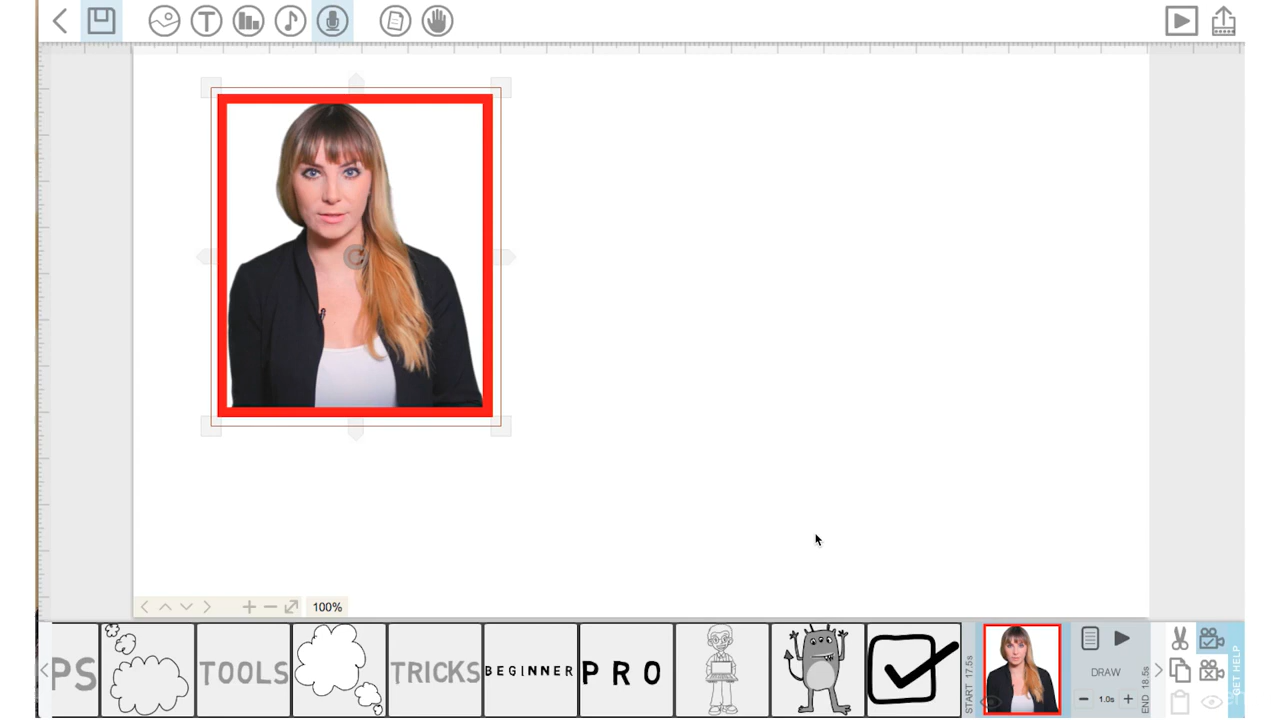 100%
PS
TOOLS
TRICKS
BEGINNER
PRO
START 17.5s
DRAW
1.0s
END 18.5s
GET HELP